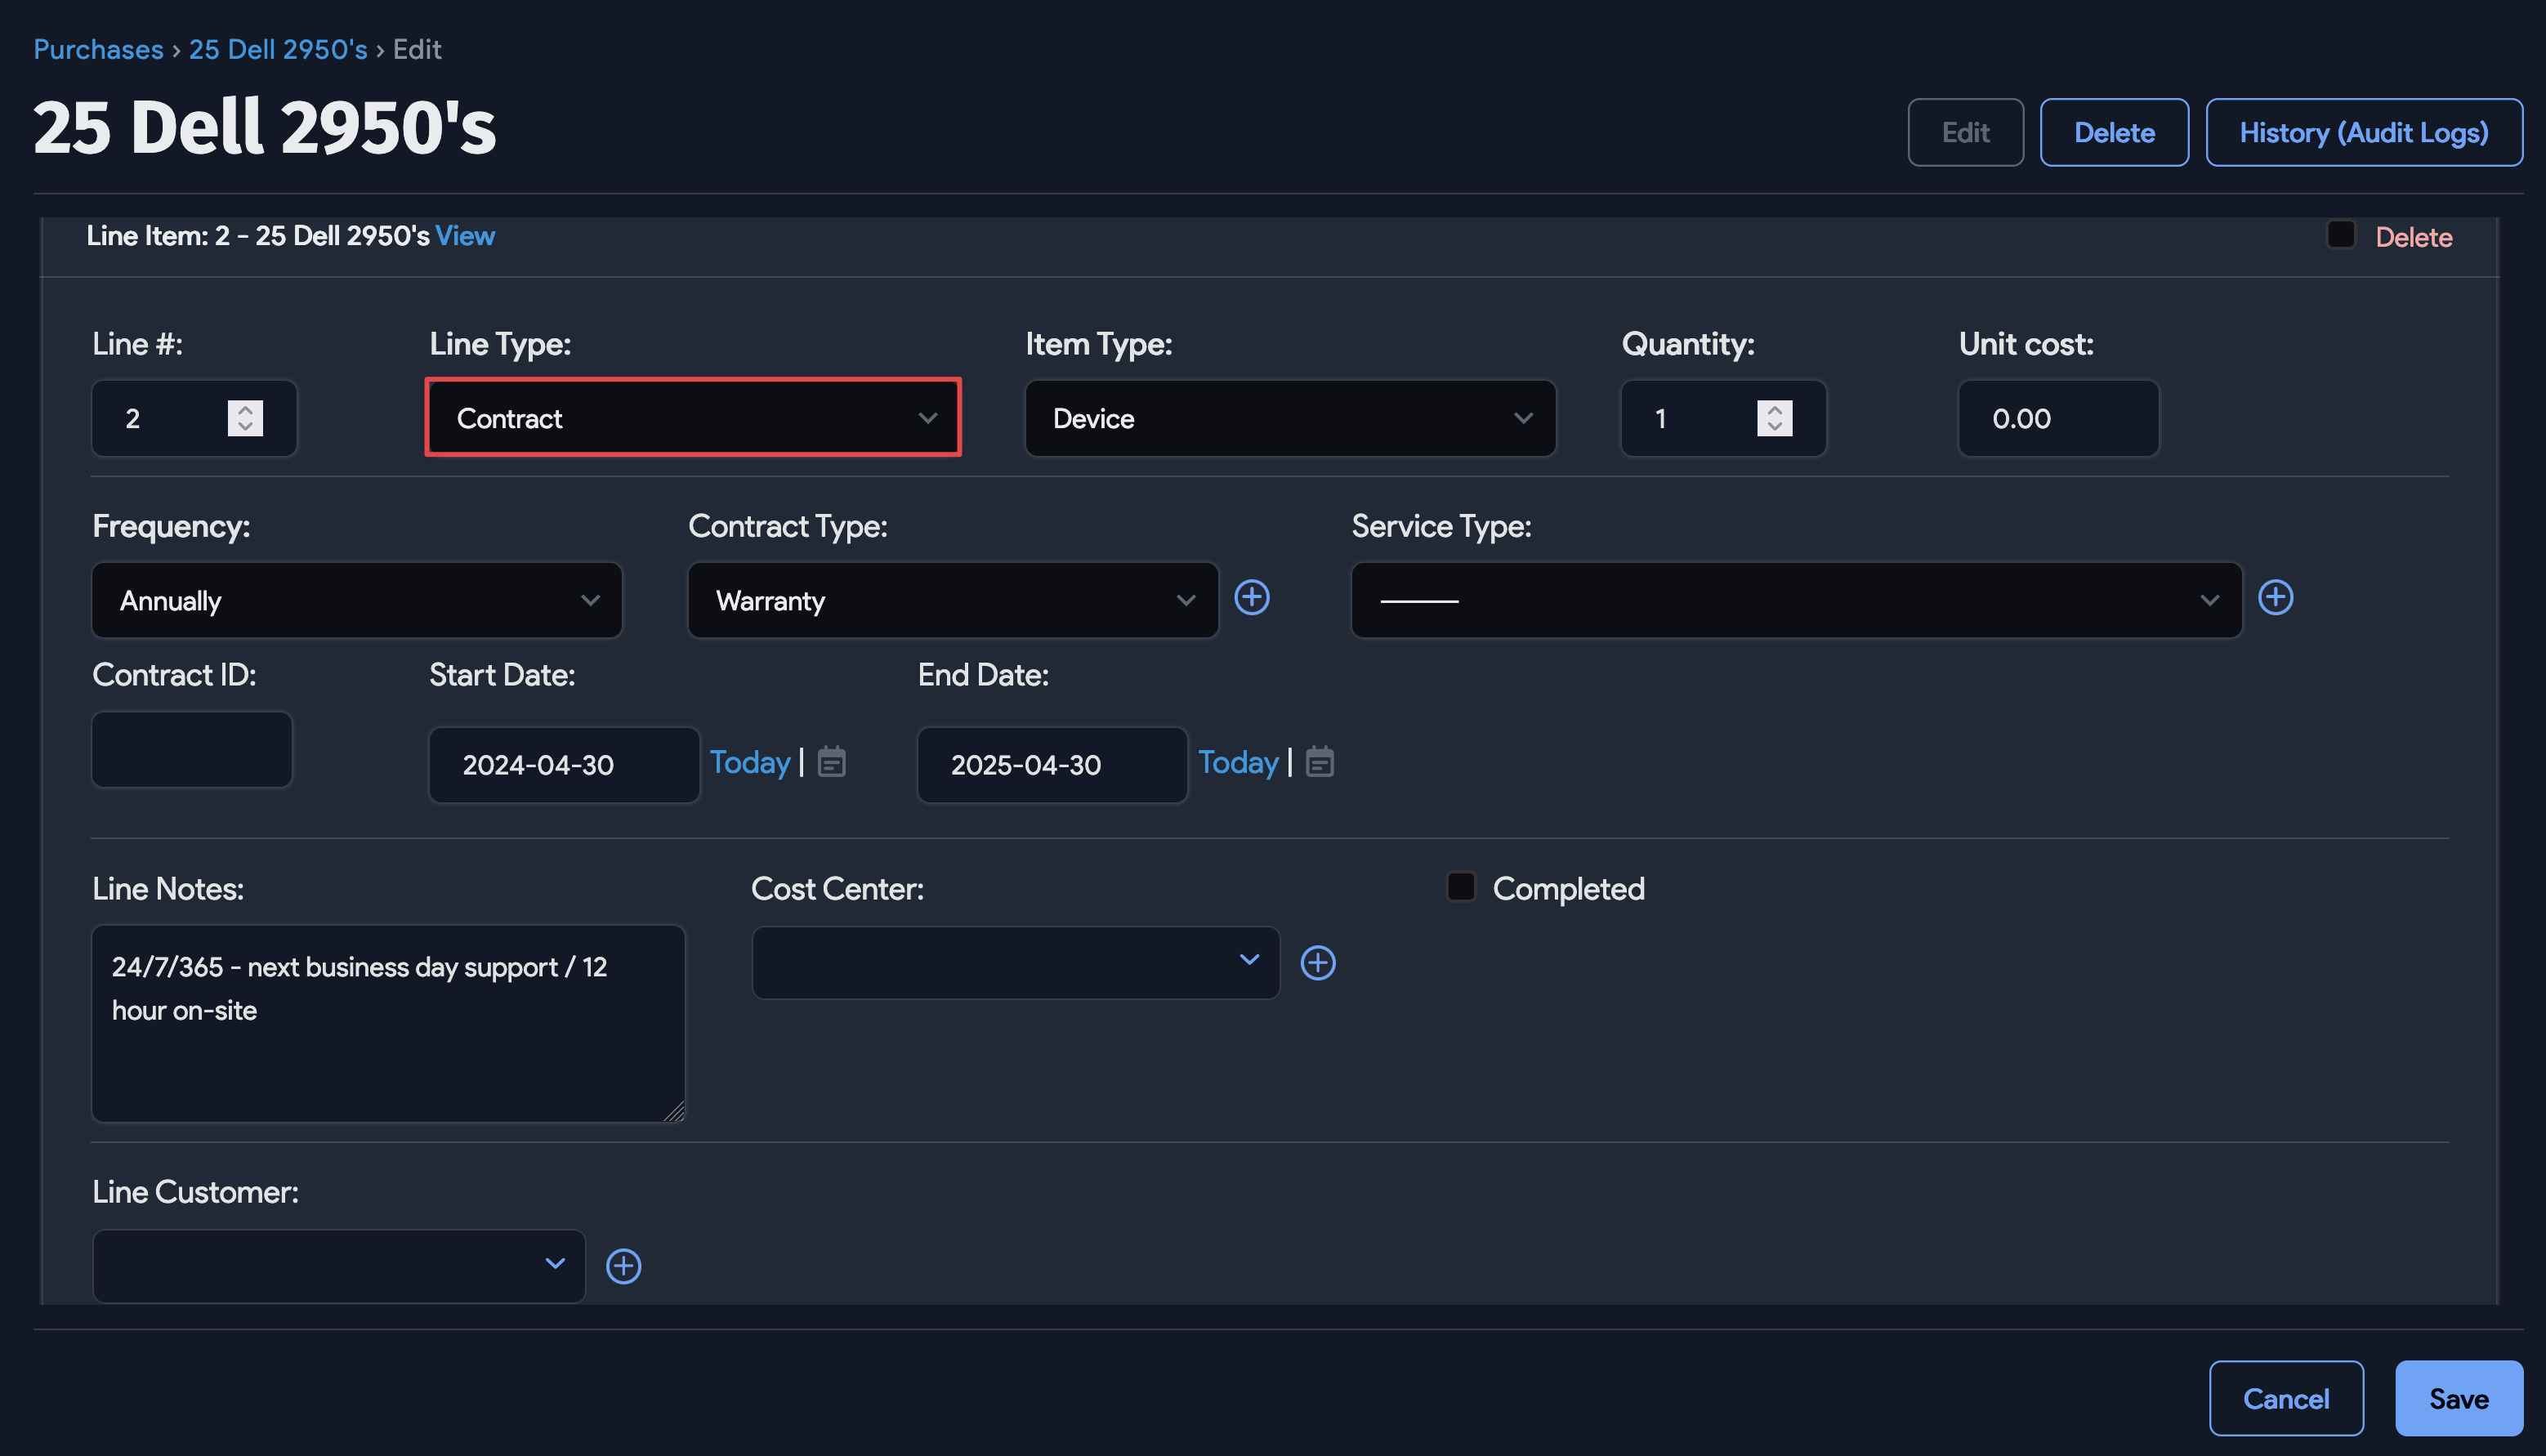 Purchases › 25 Dell 2950's › Edit
25 Dell 2950's
Edit
Delete
History (Audit Logs)
Line Item: 2 - 25 Dell 2950's View
Delete
Line #:
Line Type:
Item Type:
Quantity:
Unit cost:
2
Contract
Device
1
0.00
Frequency:
Contract Type:
Service Type:
Annually
Warranty
Contract ID:
Start Date:
End Date:
2024-04-30
Today |
2025-04-30
Today |
Line Notes:
Cost Center:
Completed
24/7/365 - next business day support / 12
hour on-site
Line Customer:
Cancel
Save